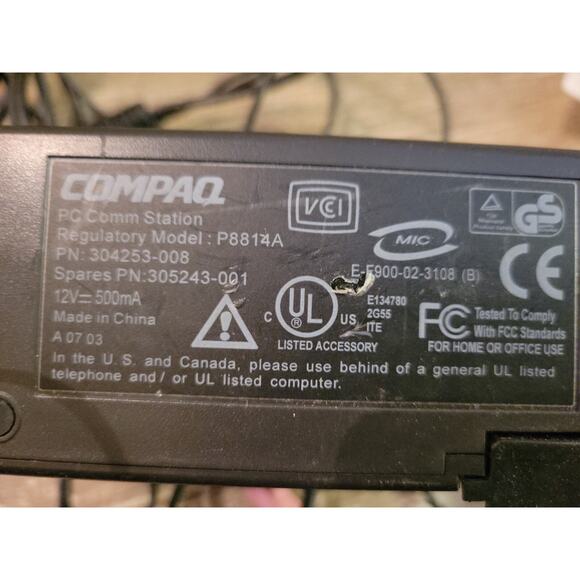 COMPAQ
PC Comm Station
Regulatory Model : P8814A
PN: 304253-008
Spares PN:305243-001
12V⎓500mA
Made in China
A 07 03
VCI
MIC
E-F900-02-3108 (B)
GS
CE
C UL US
®
LISTED ACCESSORY
E134780
2G55
ITE
FC Tested To Comply
With FCC Standards
FOR HOME OR OFFICE USE
In the U. S. and Canada, please use behind of a general UL listed
telephone and / or UL listed computer.